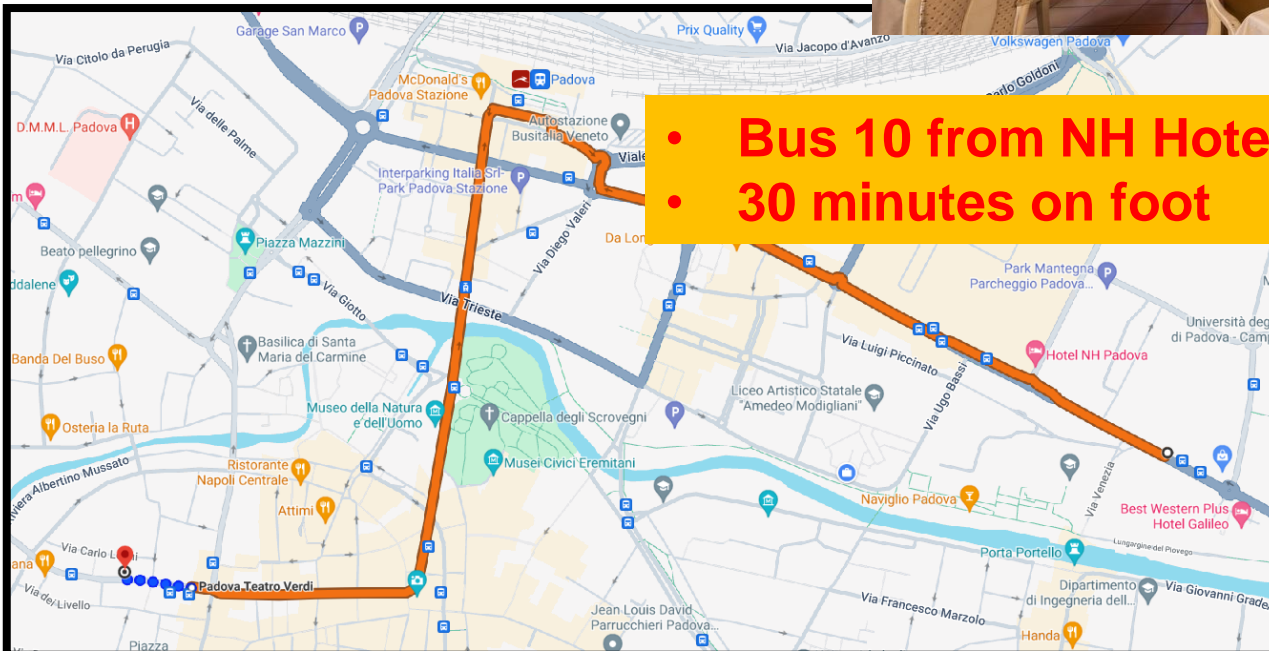 Garage San Marco
Prix Quality
Via Jacopo d'Avanzo
Volkswagen Padova
Via Citolo da Perugia
McDonald's
Padova Stazione
Padova
Carlo Goldoni
D.M.M.L. Padova
Via delle Palme
Autostazione
Busitalia Veneto
• Bus 10 from NH Hote
• 30 minutes on foot
Viale
Interparking Italia Srl-
Park Padova Stazione
Via Diego Valeri
Da Lon
Beato pellegrino
Piazza Mazzini
Park Mantegna
Parcheggio Padova...
ddalene
Via Giotto
Via Trieste
Università deg
di Padova - Camp
Basilica di Santa
Maria del Carmine
Banda Del Buso
Via Luigi Piccinato
Hotel NH Padova
Liceo Artistico Statale
"Amedeo Modigliani"
Via Ugo Bassi
Museo della Natura
e dell'Uomo
Cappella degli Scrovegni
Osteria la Ruta
Musei Civici Eremitani
Ristorante
Napoli Centrale
viera Albertino Mussato
Attimi
Naviglio Padova
Via Venezia
Best Western Plus
Hotel Galileo
Lungargine del Piovego
Porta Portello
Via Carlo
ana
Padova Teatro Verdi
Via dei Livello
Dipartimento
di Ingegneria dell...
Via Giovanni Grade
Via Francesco Marzolo
Jean Louis David
Parrucchieri Padova...
Handa
Piazza